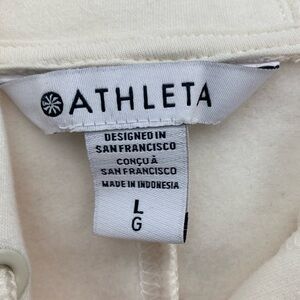 ATHLETA
DESIGNED IN
SAN FRANCISCO
CONÇU À
SAN FRANCISCO
MADE IN INDONESIA
L
G